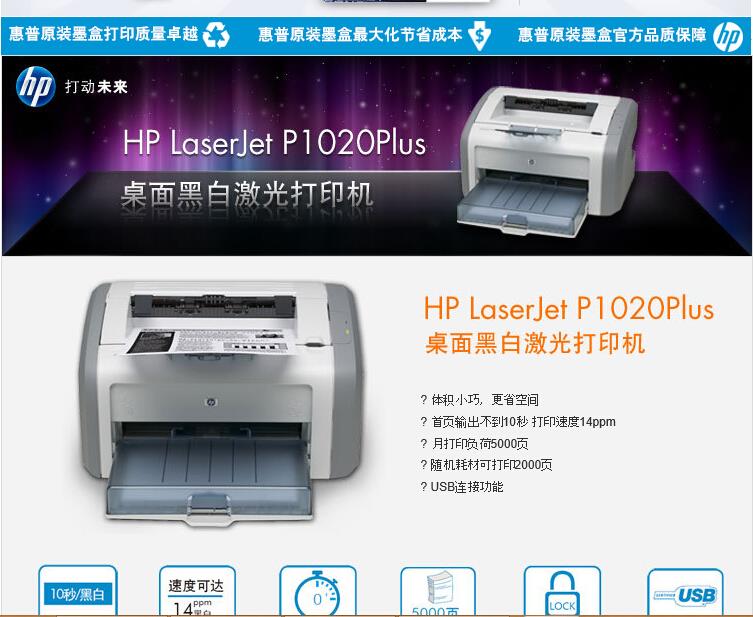 惠普原装墨盒打印质量卓越
惠普原装墨盒最大化节省成本 $
惠普原装墨盒官方品质保障 hp
hp 打动未来
HP LaserJet P1020Plus
桌面黑白激光打印机
HP LaserJet P1020Plus
桌面黑白激光打印机
? 体积小巧，更省空间
? 首页输出不到10秒 打印速度14ppm
? 月打印负荷5000页
? 随机耗材可打印2000页
? USB连接功能
10秒/黑白
速度可达
14ppm
黑白
0
5000页
LOCK
CERTIFIED USB